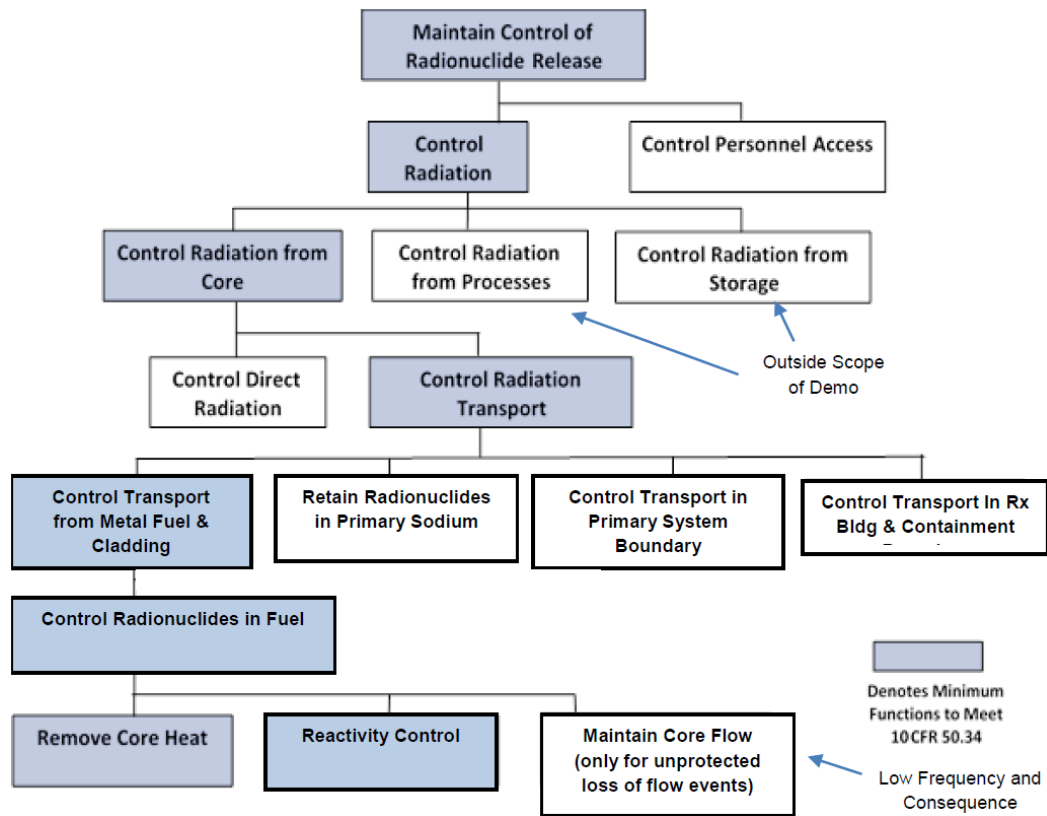 Maintain Control of
Radionuclide Release
Control
Radiation
Control Personnel Access
Control Radiation from
Core
Control Radiation
from Processes
Control Radiation from
Storage
Outside Scope
of Demo
Control Direct
Radiation
Control Radiation
Transport
Control Transport
from Metal Fuel &
Cladding
Retain Radionuclides
in Primary Sodium
Control Transport in
Primary System
Boundary
Control Transport In Rx
Bldg & Containment
Control Radionuclides in Fuel
Denotes Minimum
Functions to Meet
10CFR 50.34
Remove Core Heat
Reactivity Control
Maintain Core Flow
(only for unprotected
loss of flow events)
Low Frequency and
Consequence